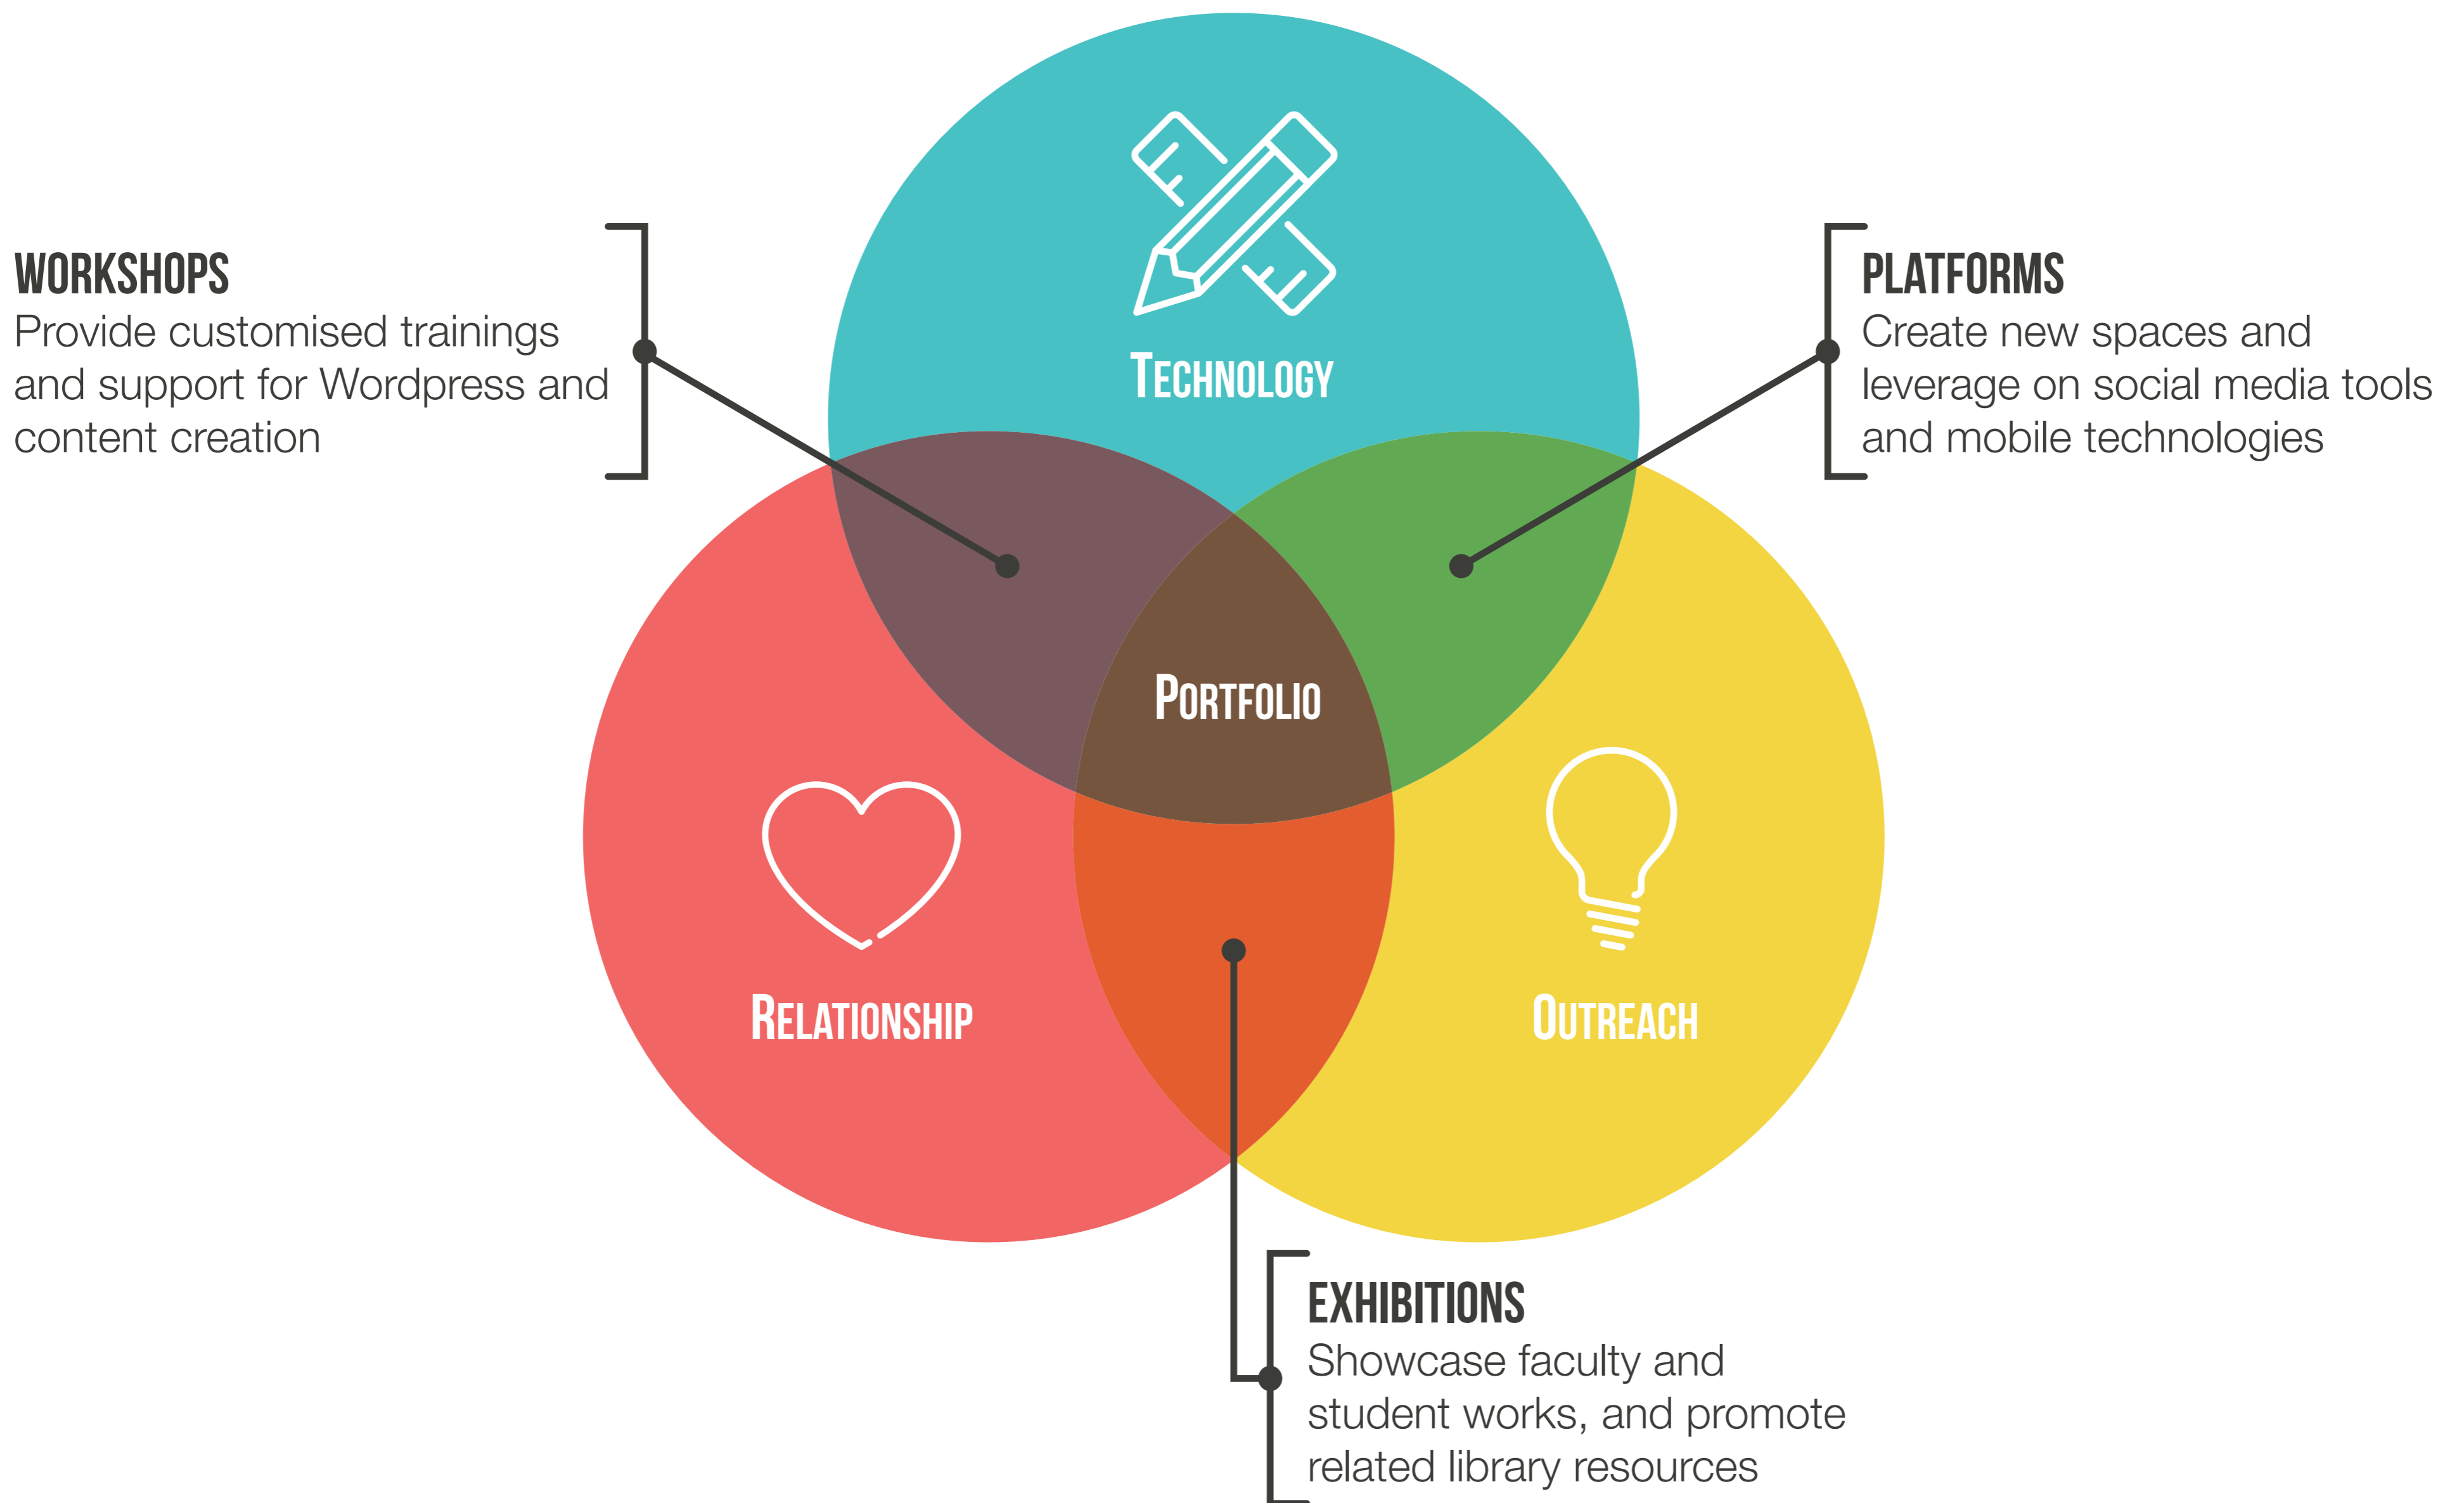 TECHNOLOGY
WORKSHOPS
Provide customised trainings
and support for Wordpress and
content creation
PLATFORMS
Create new spaces and
leverage on social media tools
and mobile technologies
PORTFOLIO
RELATIONSHIP
OUTREACH
EXHIBITIONS
Showcase faculty and
student works, and promote
related library resources